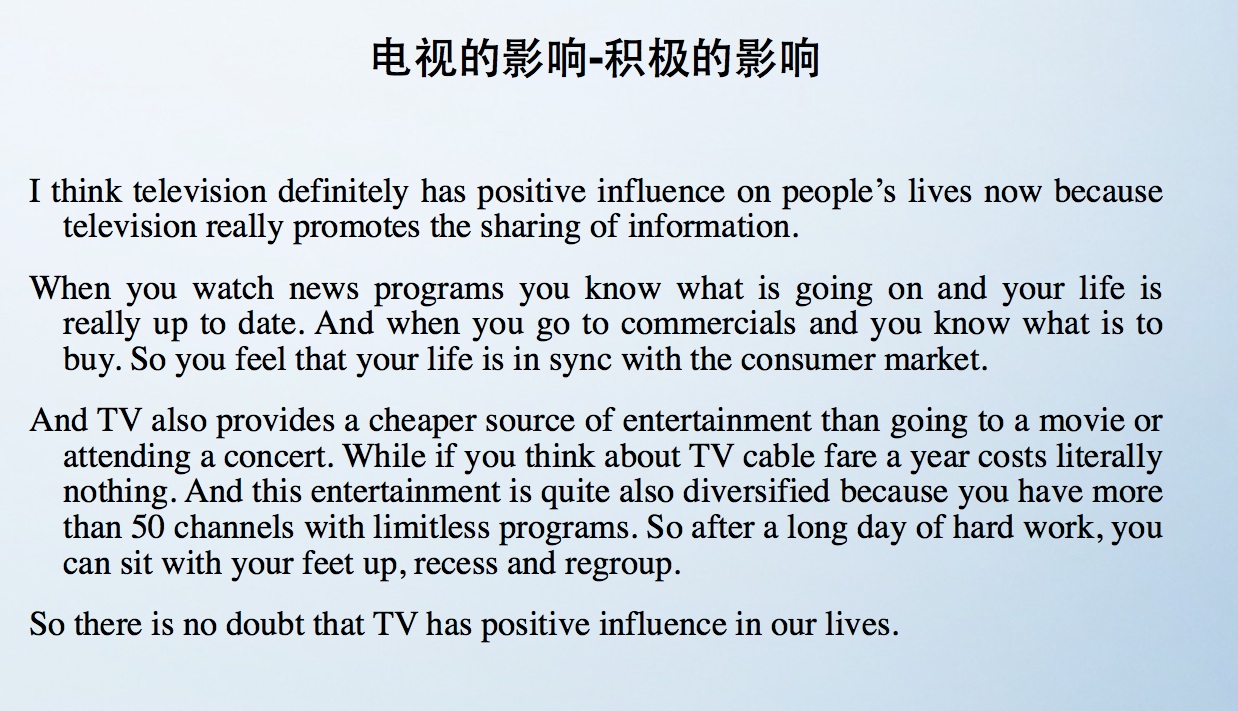 电视的影响-积极的影响
I think television definitely has positive influence on people’s lives now because
television really promotes the sharing of information.
When you watch news programs you know what is going on and your life is
really up to date. And when you go to commercials and you know what is to
buy. So you feel that your life is in sync with the consumer market.
And TV also provides a cheaper source of entertainment than going to a movie or
attending a concert. While if you think about TV cable fare a year costs literally
nothing. And this entertainment is quite also diversified because you have more
than 50 channels with limitless programs. So after a long day of hard work, you
can sit with your feet up, recess and regroup.
So there is no doubt that TV has positive influence in our lives.